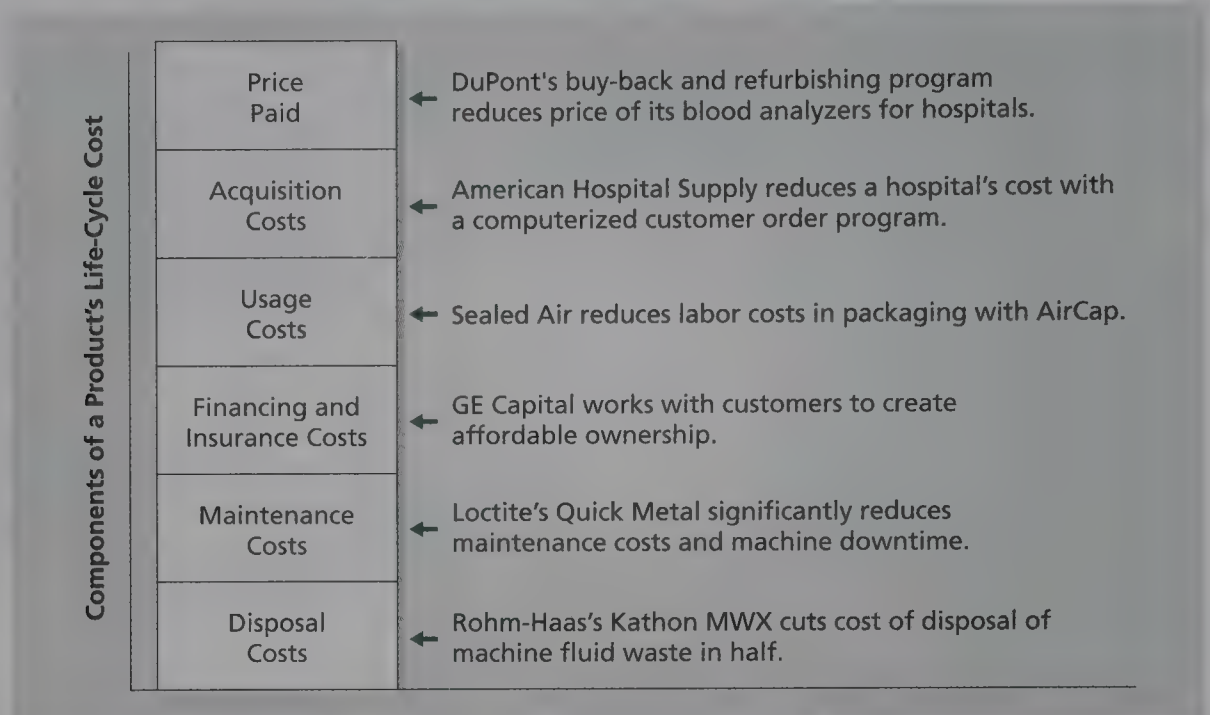 Components of a Product's Life-Cycle Cost
Price
Paid
DuPont's buy-back and refurbishing program
reduces price of its blood analyzers for hospitals.
Acquisition
Costs
American Hospital Supply reduces a hospital's cost with
a computerized customer order program.
Usage
Costs
Sealed Air reduces labor costs in packaging with AirCap.
Financing and
Insurance Costs
GE Capital works with customers to create
affordable ownership.
Maintenance
Costs
Loctite's Quick Metal significantly reduces
maintenance costs and machine downtime.
Disposal
Costs
Rohm-Haas's Kathon MWX cuts cost of disposal of
machine fluid waste in half.